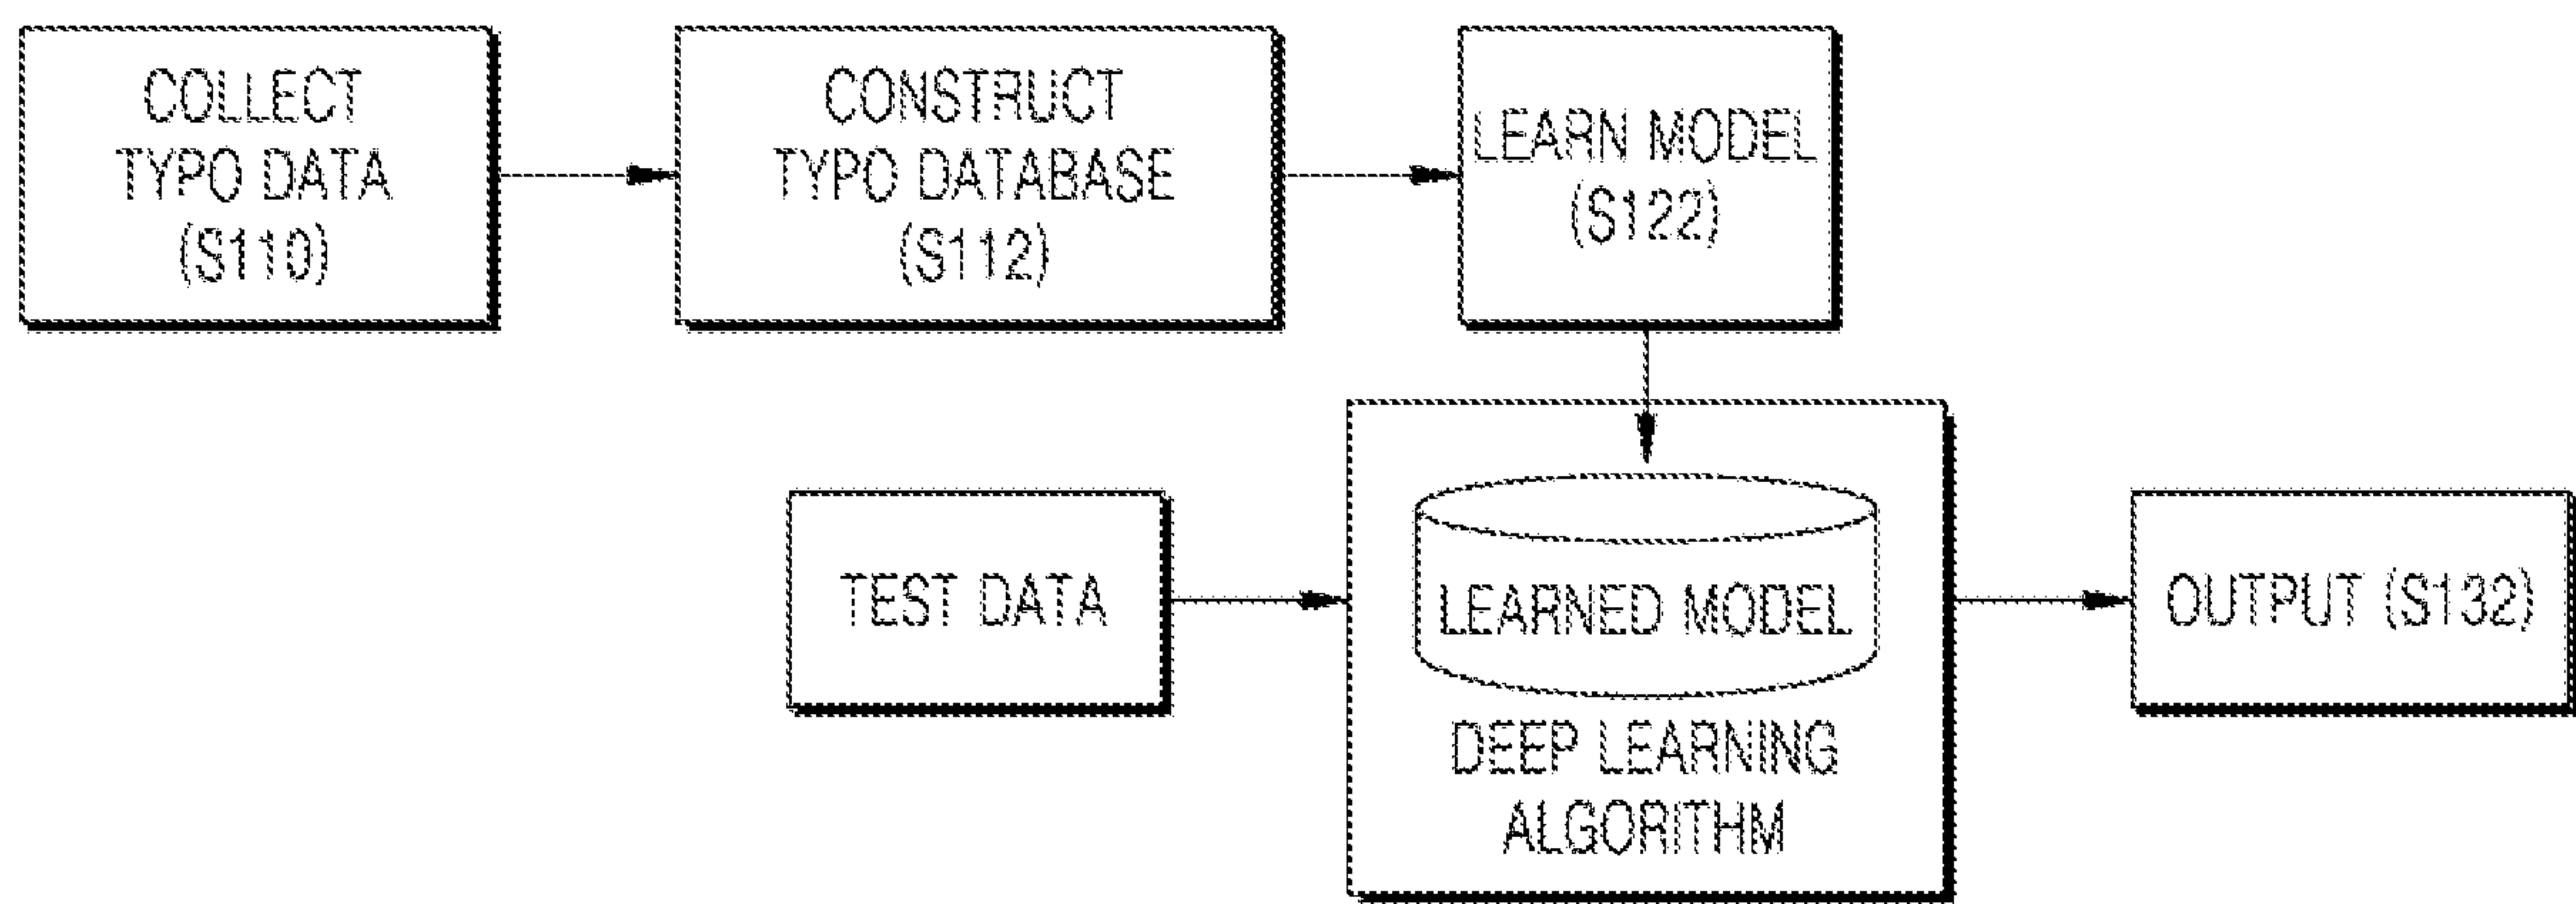 COLLECT
TYPO DATA
(S110)
CONSTRUCT
TYPO DATABASE
(S112)
LEARN MODEL
(S122)
TEST DATA
LEARNED MODEL
DEEP LEARNING
ALGORITHM
OUTPUT (S132)